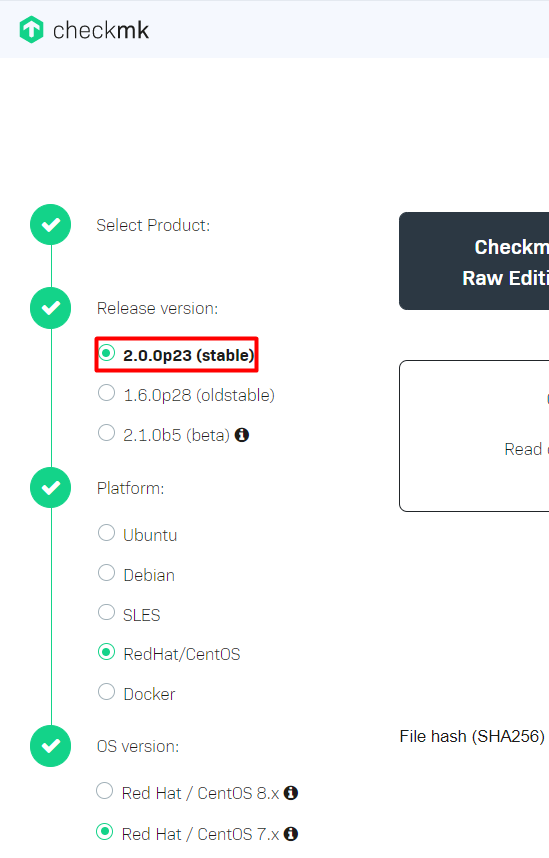 checkmk
Select Product:
Checkm
Raw Editi
Release version:
2.0.0p23 (stable)
1.6.0p28 (oldstable)
2.1.0b5 (beta)
Read
Platform:
Ubuntu
Debian
SLES
RedHat/CentOS
Docker
OS version:
File hash (SHA256)
Red Hat / CentOS 8.x
Red Hat / CentOS 7.x